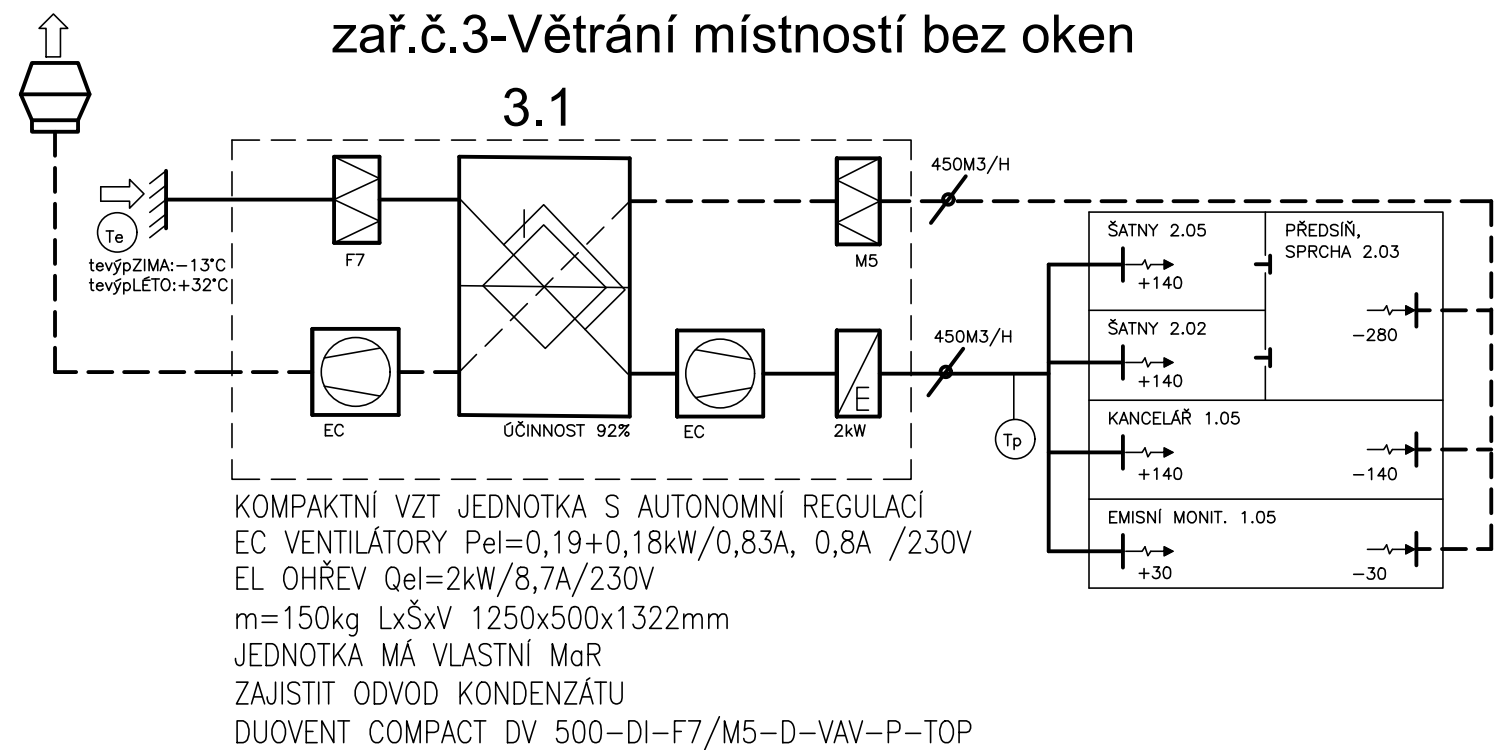 zař.č.3-Větrání místností bez oken
3.1
Te
tevýpZIMA:-13°C
tevýpLÉTO:+32°C
F7
M5
450M3/H
EC
ÚČINNOST 92%
EC
E
2kW
450M3/H
Tp
ŠATNY 2.05
+140
PŘEDSÍŇ,
SPRCHA 2.03
-280
ŠATNY 2.02
+140
KANCELÁŘ 1.05
+140
-140
EMISNÍ MONIT. 1.05
+30
-30
KOMPAKTNÍ VZT JEDNOTKA S AUTONOMNÍ REGULACÍ
EC VENTILÁTORY Pel=0,19+0,18kW/0,83A, 0,8A /230V
EL OHŘEV Qel=2kW/8,7A/230V
m=150kg LxŠxV 1250x500x1322mm
JEDNOTKA MÁ VLASTNÍ MaR
ZAJISTIT ODVOD KONDENZÁTU
DUOVENT COMPACT DV 500-DI-F7/M5-D-VAV-P-TOP